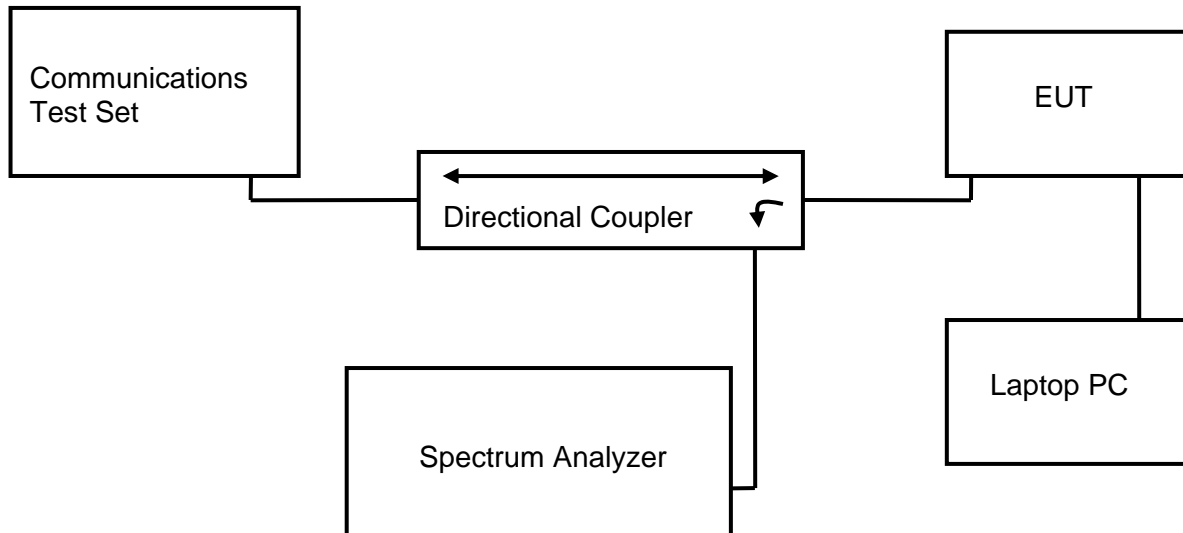 Communications
Test Set
EUT
Directional Coupler
Laptop PC
Spectrum Analyzer